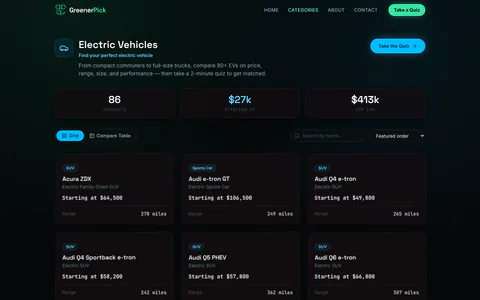 GreenerPick
HOME CATEGORIES ABOUT CONTACT Take a Quiz
Electric Vehicles
Find your perfect electric vehicle
From compact commuters to full-size trucks, compare 80+ EVs on price,
range, size, and performance — then take a 2-minute quiz to get matched.
Take the Quiz →
86 $27k $413k
PRODUCTS STARTING AT
Grid Compare Table Search by name... Featured order
SUV Sports Car SUV
Acura ZDX Audi e-tron GT Audi Q4 e-tron
Electric Family-Sized SUV Electric Sports Car Electric SUV
Starting at $64,500 Starting at $106,500 Starting at $49,800
Range 278 miles Range 249 miles Range 265 miles
SUV SUV SUV
Audi Q4 Sportback e-tron Audi Q5 PHEV Audi Q6 e-tron
Electric SUV Electric SUV Electric SUV
Starting at $58,200 Starting at $57,800 Starting at $66,800
Range 242 miles Range 362 miles Range 307 miles